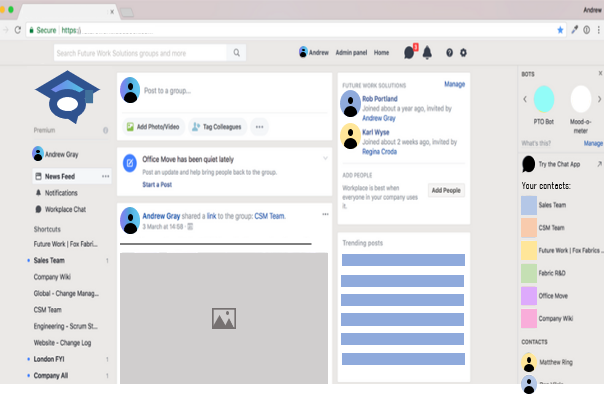 Andrew
Secure
https:|
Search Future Work Solutions groups and more
Andrew
Admin panel
Home
Premium
Andrew Gray
News Feed
Notifications
Workplace Chat
Shortcuts
Future Work | Fox Fabri...
Sales Team 1
Company Wiki
Global - Change Manag...
CSM Team
Engineering - Scrum St...
Website - Change Log
London FYI 1
Company All 1
Post to a group...
Add Photo/Video
Tag Colleagues
Office Move has been quiet lately
Post an update and help bring people back to the group.
Start a Post
Andrew Gray shared a link to the group: CSM Team.
3 March at 14:58
FUTURE WORK SOLUTIONS
Manage
Rob Portland
Joined about a year ago, invited by
Andrew Gray
Karl Wyse
Joined about 2 weeks ago, invited by
Regina Croda
ADD PEOPLE
Workplace is best when
everyone in your company uses
it.
Add People
Trending posts
BOTS
PTO Bot
Mood-o-
meter
What's this?
Manage
Try the Chat App
Your contacts:
Sales Team
CSM Team
Future Work | Fox Fabrics ...
Fabric R&D
Office Move
Company Wiki
CONTACTS
Matthew Ring